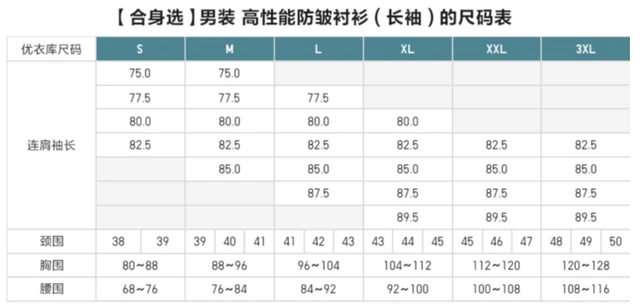 【合身选】男装 高性能防皱衬衫（长袖）的尺码表
优衣库尺码 S M L XL XXL 3XL
75.0 75.0
77.5 77.5 77.5
80.0 80.0 80.0 80.0
连肩袖长 82.5 82.5 82.5 82.5 82.5 82.5
85.0 85.0 85.0 85.0 85.0
87.5 87.5 87.5 87.5
89.5 89.5 89.5
颈围 38 39 39 40 41 41 42 43 43 44 45 45 46 47 48 49 50
胸围 80~88 88~96 96~104 104~112 112~120 120~128
腰围 68~76 76~84 84~92 92~100 100~108 108~116